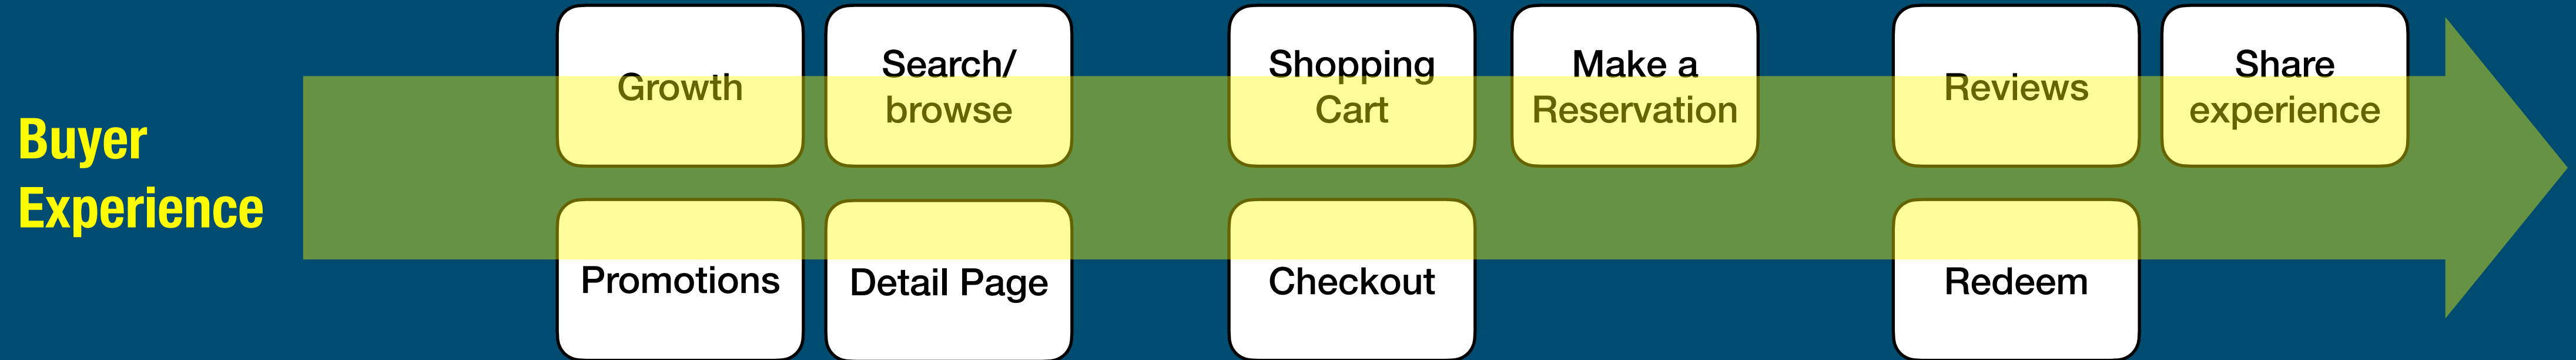 Buyer
Experience
Growth
Search/
browse
Shopping
Cart
Make a
Reservation
Reviews
Share
experience
Promotions
Detail Page
Checkout
Redeem